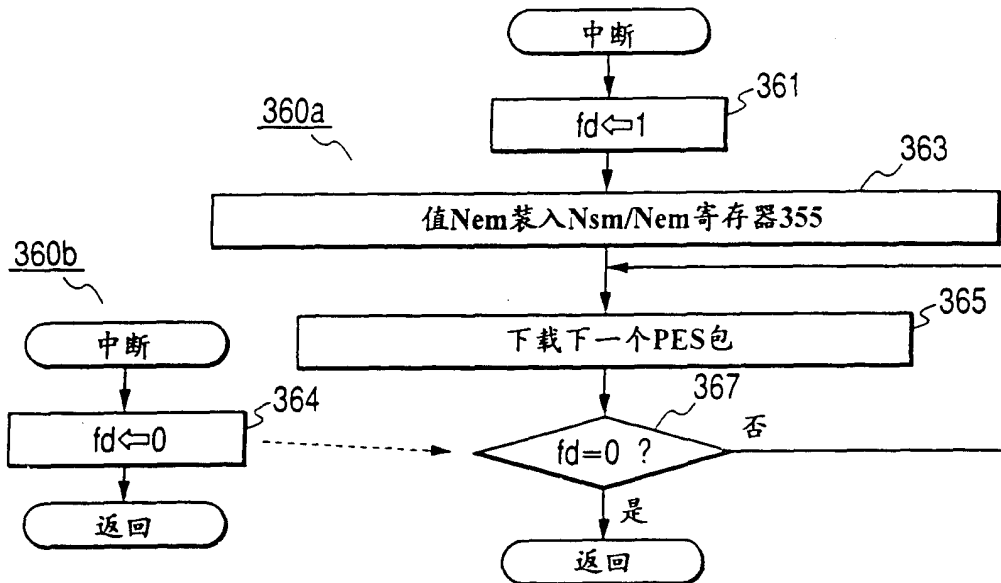 中断
361
fd⇦1
360a
363
值Nem装入Nsm/Nem寄存器355
360b
365
下载下一个PES包
中断
364
fd⇦0
367
fd=0 ?
否
是
返回
返回